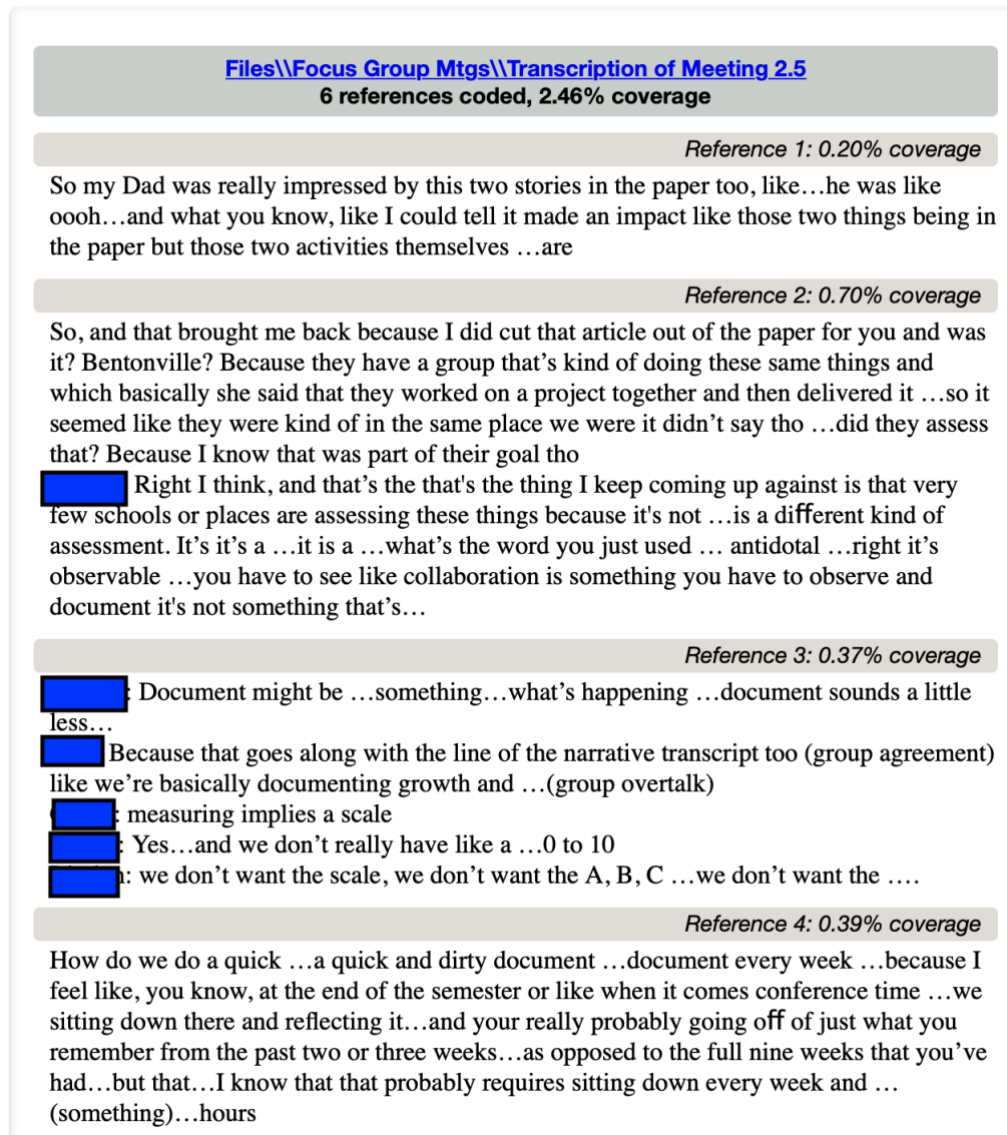 Files\\Focus Group Mtgs\\Transcription of Meeting 2.5
6 references coded, 2.46% coverage
Reference 1: 0.20% coverage
So my Dad was really impressed by this two stories in the paper too, like…he was like
oooh…and what you know, like I could tell it made an impact like those two things being in
the paper but those two activities themselves …are
Reference 2: 0.70% coverage
So, and that brought me back because I did cut that article out of the paper for you and was
it? Bentonville? Because they have a group that’s kind of doing these same things and
which basically she said that they worked on a project together and then delivered it …so it
seemed like they were kind of in the same place we were it didn’t say tho …did they assess
that? Because I know that was part of their goal tho
Right I think, and that’s the that's the thing I keep coming up against is that very
few schools or places are assessing these things because it's not …is a different kind of
assessment. It’s it’s a …it is a …what’s the word you just used … antidotal …right it’s
observable …you have to see like collaboration is something you have to observe and
document it's not something that’s…
Reference 3: 0.37% coverage
: Document might be …something…what’s happening …document sounds a little
less…
Because that goes along with the line of the narrative transcript too (group agreement)
like we’re basically documenting growth and …(group overtalk)
: measuring implies a scale
: Yes…and we don’t really have like a …0 to 10
: we don’t want the scale, we don’t want the A, B, C …we don’t want the ….
Reference 4: 0.39% coverage
How do we do a quick …a quick and dirty document …document every week …because I
feel like, you know, at the end of the semester or like when it comes conference time …we
sitting down there and reflecting it…and your really probably going off of just what you
remember from the past two or three weeks…as opposed to the full nine weeks that you’ve
had…but that…I know that that probably requires sitting down every week and …
(something)…hours